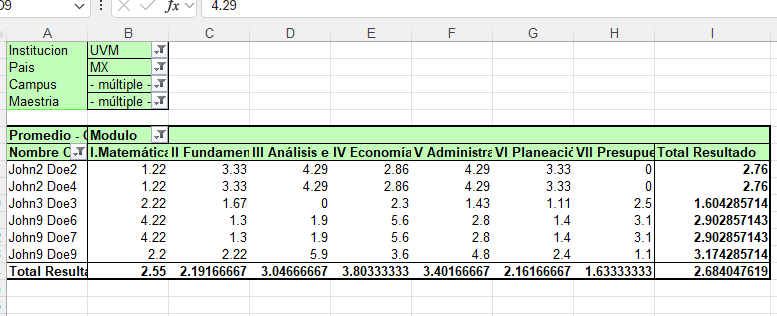 D9 fx 4.29
A B C D E F G H I
Institucion UVM
Pais MX
Campus - múltiple -
Maestria - múltiple -
Promedio - Modulo
Nombre C I.Matemática II Fundamen III Análisis e IV Economía V Administra VI Planeació VII Presupue Total Resultado
John2 Doe2 1.22 3.33 4.29 2.86 4.29 3.33 0 2.76
John2 Doe4 1.22 3.33 4.29 2.86 4.29 3.33 0 2.76
John3 Doe3 2.22 1.67 0 2.3 1.43 1.11 2.5 1.604285714
John9 Doe6 4.22 1.3 1.9 5.6 2.8 1.4 3.1 2.902857143
John9 Doe7 4.22 1.3 1.9 5.6 2.8 1.4 3.1 2.902857143
John9 Doe9 2.2 2.22 5.9 3.6 4.8 2.4 1.1 3.174285714
Total Resulta 2.55 2.19166667 3.04666667 3.80333333 3.40166667 2.16166667 1.63333333 2.684047619